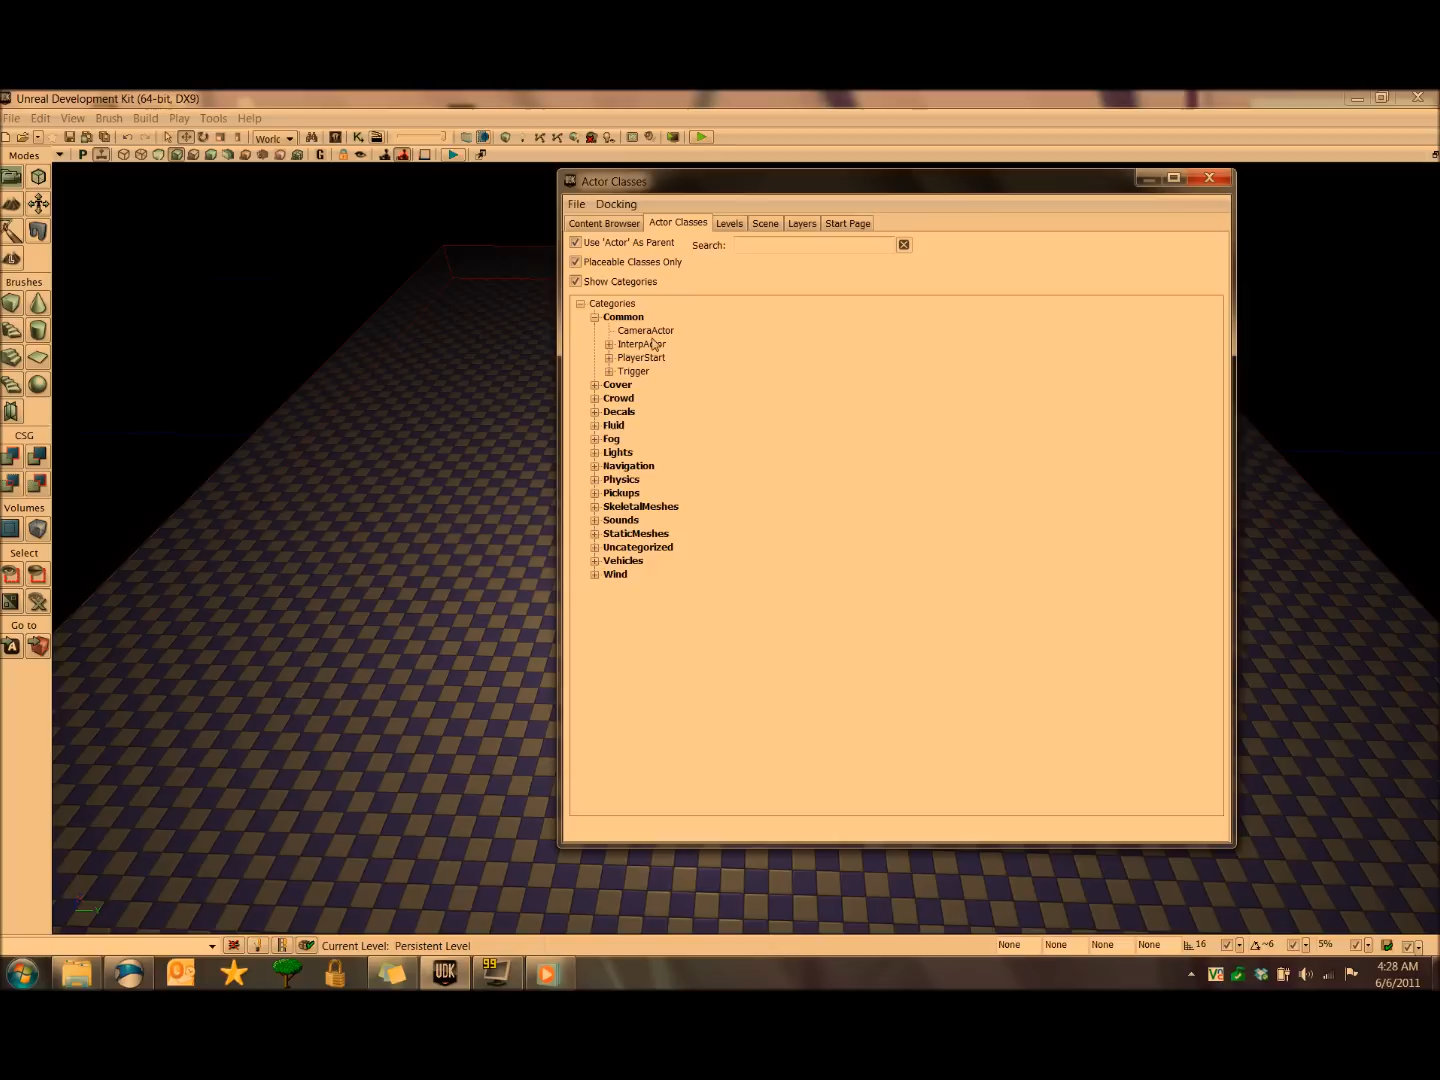 Unreal Development Kit (64-bit, DX9)
File Edit View Brush Build Play Tools Help
World
Modes
P
G
Brushes
CSG
Volumes
Select
Go to
Actor Classes
File Docking
Content Browser Actor Classes Levels Scene Layers Start Page
Use 'Actor' As Parent Search:
Placeable Classes Only
Show Categories
Categories
Common
CameraActor
InterpActor
PlayerStart
Trigger
Cover
Crowd
Decals
Fluid
Fog
Lights
Navigation
Physics
Pickups
SkeletalMeshes
Sounds
StaticMeshes
Uncategorized
Vehicles
Wind
Current Level: Persistent Level None None None None 16 ~6 5%
UDK 99
4:28 AM
6/6/2011